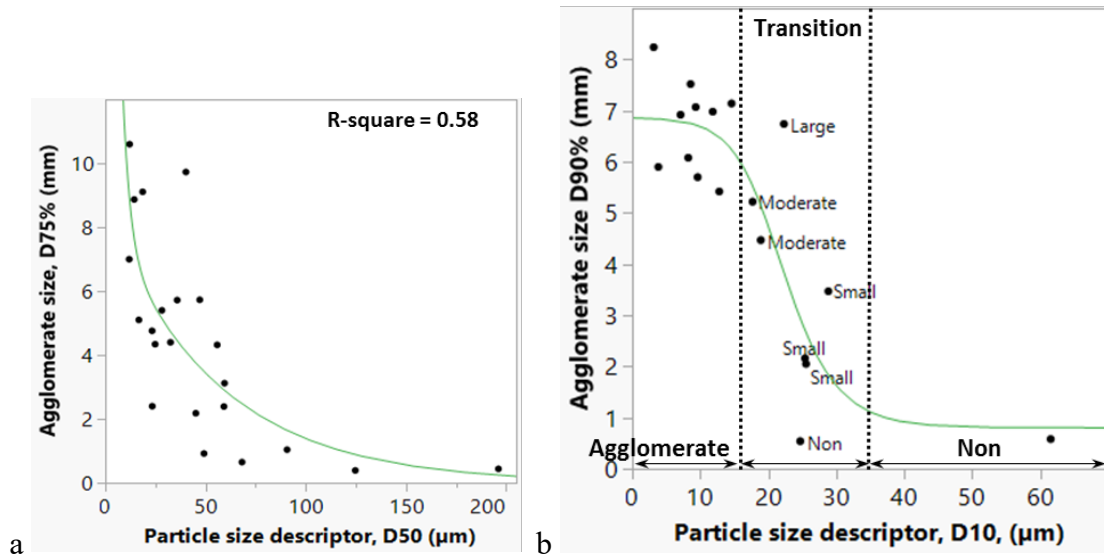 a
R-square = 0.58
Agglomerate size, D75% (mm)
10
8
6
4
2
0
0 50 100 150 200
Particle size descriptor, D50 (µm)
b
Transition
Agglomerate size D90% (mm)
8
7
6
5
4
3
2
1
0
Large
Moderate
Moderate
Small
Small
Small
Non
Agglomerate
Non
0 10 20 30 40 50 60
Particle size descriptor, D10, (µm)